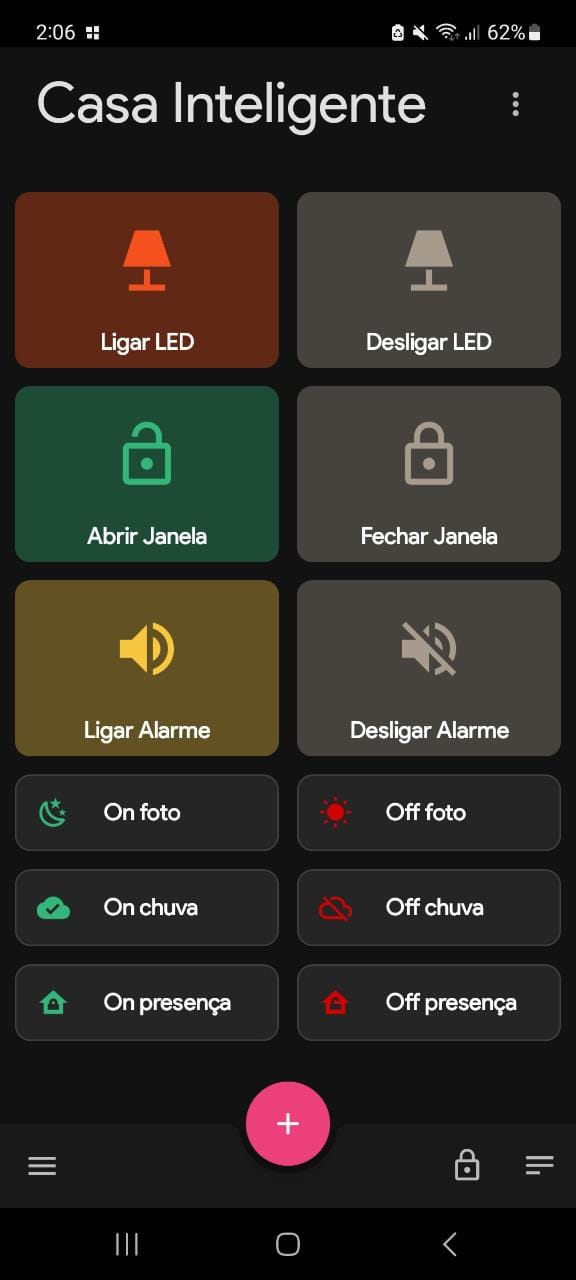 2:06 62%
Casa Inteligente
Ligar LED Desligar LED
Abrir Janela Fechar Janela
Ligar Alarme Desligar Alarme
On foto Off foto
On chuva Off chuva
On presença Off presença